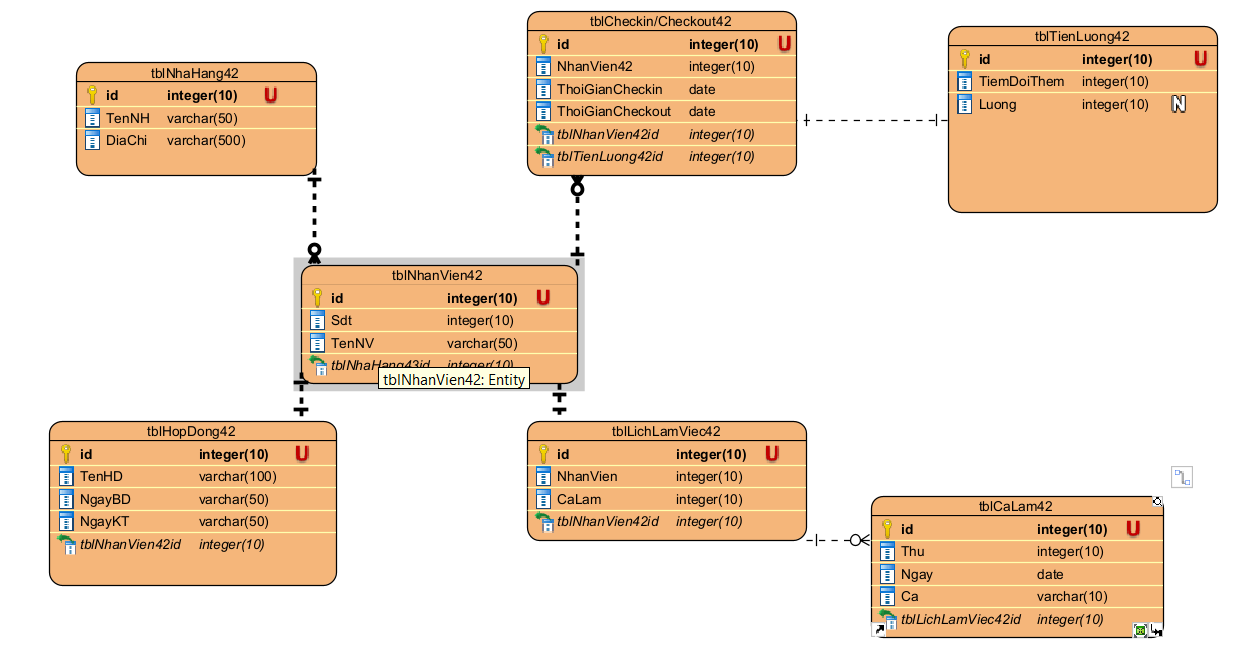 tblNhaHang42
id integer(10) U
TenNH varchar(50)
DiaChi varchar(500)
tblCheckin/Checkout42
id integer(10) U
NhanVien42 integer(10)
ThoiGianCheckin date
ThoiGianCheckout date
tblNhanVien42id integer(10)
tblTienLuong42id integer(10)
tblTienLuong42
id integer(10) U
TiemDoiThem integer(10)
Luong integer(10) N
tblNhanVien42
id integer(10) U
Sdt integer(10)
TenNV varchar(50)
tblNhaHang43id integer(10)
tblNhanVien42: Entity
tblHopDong42
id integer(10) U
TenHD varchar(100)
NgayBD varchar(50)
NgayKT varchar(50)
tblNhanVien42id integer(10)
tblLichLamViec42
id integer(10) U
NhanVien integer(10)
CaLam integer(10)
tblNhanVien42id integer(10)
tblCaLam42
id integer(10) U
Thu integer(10)
Ngay date
Ca varchar(10)
tblLichLamViec42id integer(10)